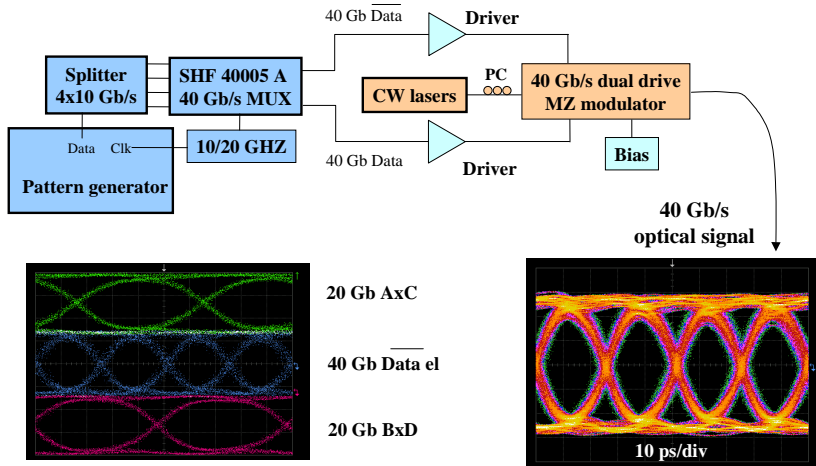 40 Gb Data
Driver
Splitter
4x10 Gb/s
SHF 40005 A
40 Gb/s MUX
CW lasers
PC
40 Gb/s dual drive
MZ modulator
Data
Clk
10/20 GHZ
Pattern generator
40 Gb Data
Driver
Bias
40 Gb/s
optical signal
20 Gb AxC
40 Gb Data el
20 Gb BxD
10 ps/div